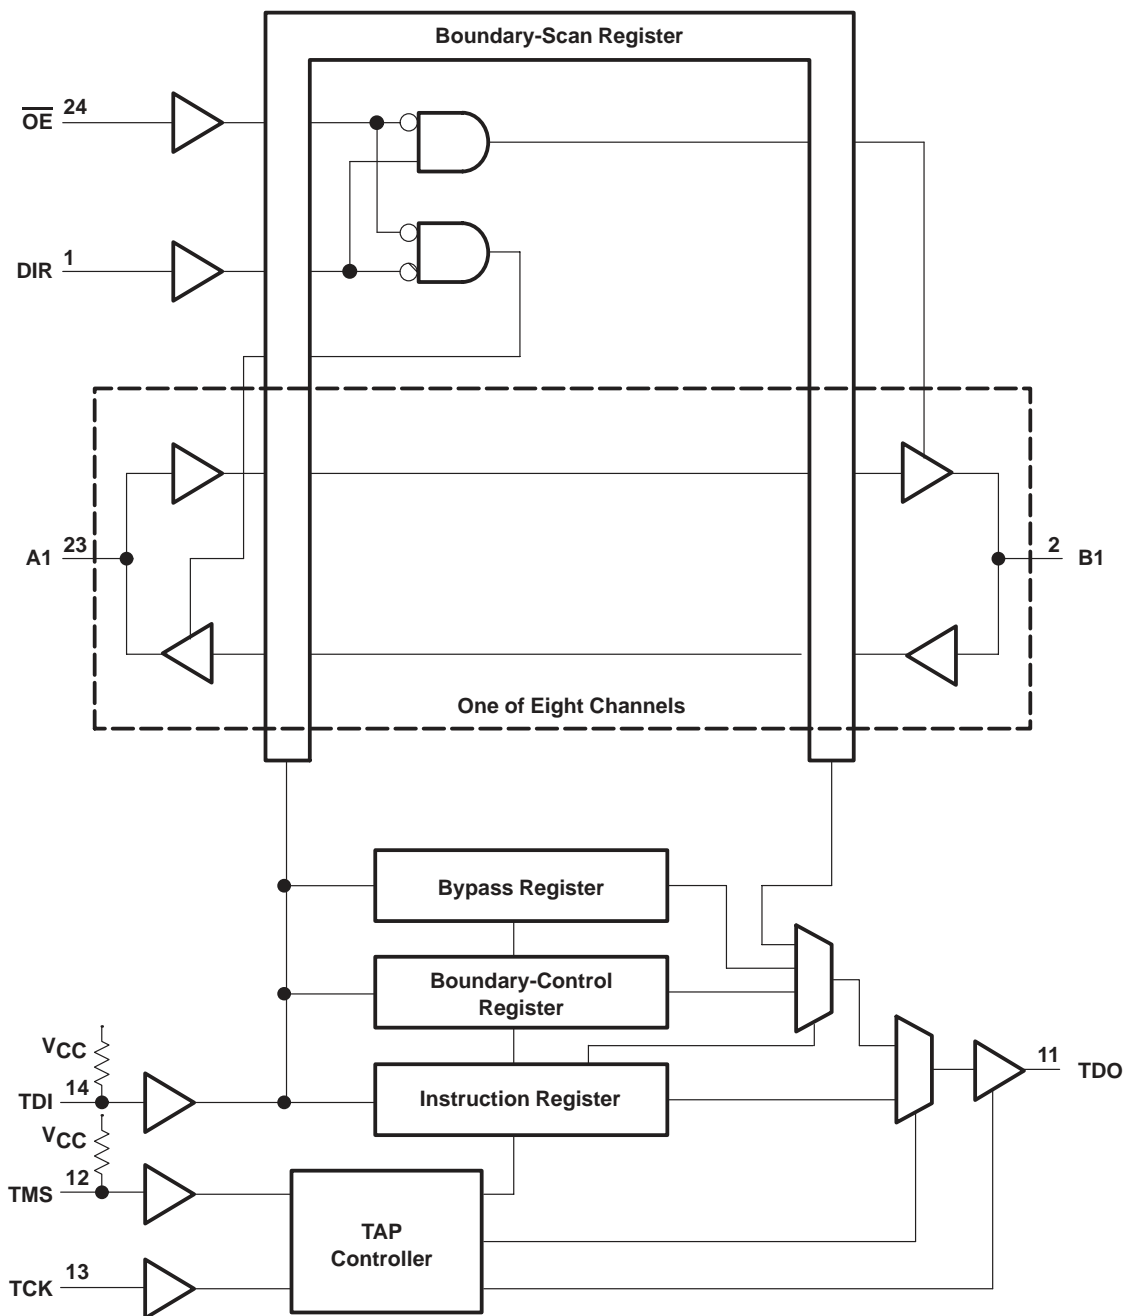 Boundary-Scan Register
OE 24
DIR 1
A1 23
2 B1
One of Eight Channels
Bypass Register
Boundary-Control
Register
VCC
TDI 14
Instruction Register
11 TDO
VCC
TMS 12
TAP
Controller
TCK 13